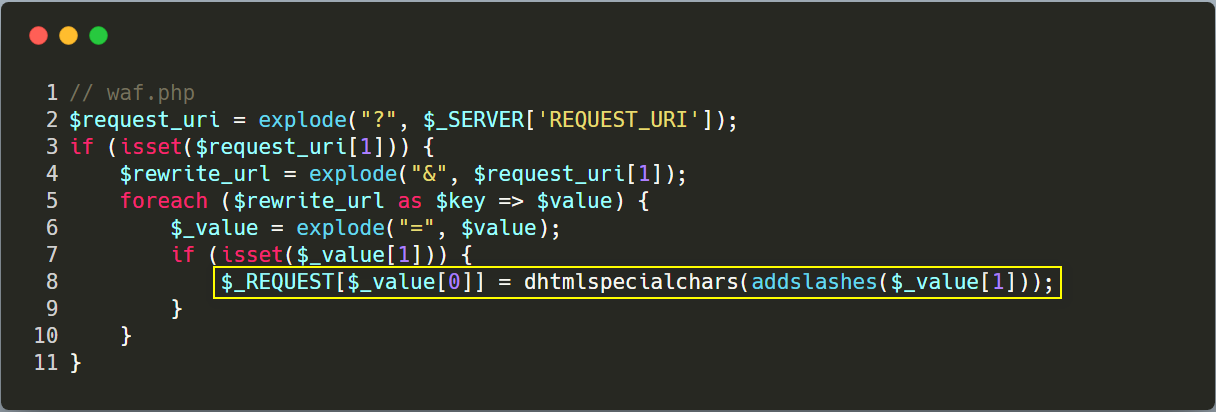 1 // waf.php
2 $request_uri = explode("?", $_SERVER['REQUEST_URI']);
3 if (isset($request_uri[1])) {
4     $rewrite_url = explode("&", $request_uri[1]);
5     foreach ($rewrite_url as $key => $value) {
6         $_value = explode("=", $value);
7         if (isset($_value[1])) {
8             $_REQUEST[$_value[0]] = dhtmlspecialchars(addslashes($_value[1]));
9         }
10     }
11 }